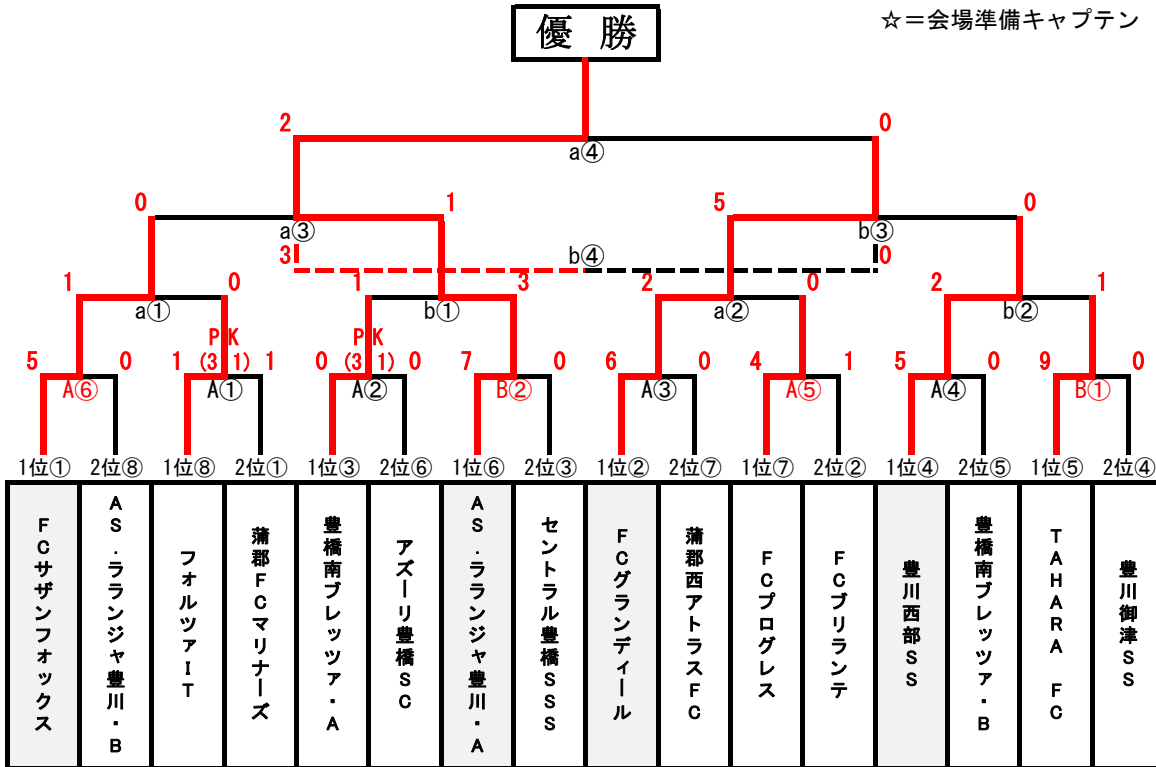 ☆＝会場準備キャプテン
優 勝
2 0
a④
0 1 5 0
a③ b③
3 b④ 0
1 0 1 3 2 0 2 1
a① b① a② b②
PK PK
5 0 1 (3 1) 1 0 (3 1) 0 7 0 6 0 4 1 5 0 9 0
A⑥ A① A② B② A③ A⑤ A④ B①
1位① 2位⑧ 1位⑧ 2位① 1位③ 2位⑥ 1位⑥ 2位③ 1位② 2位⑦ 1位⑦ 2位② 1位④ 2位⑤ 1位⑤ 2位④
FCサザンフォックス
AS．ラランジャ豊川・B
フォルツァIT
蒲郡FCマリナーズ
豊橋南ブレッツァ・A
アズーリ豊橋SC
AS．ラランジャ豊川・A
セントラル豊橋SSS
FCグランディール
蒲郡西アトラスFC
FCプログレス
FCブリランテ
豊川西部SS
豊橋南ブレッツァ・B
TAHARA FC
豊川御津SS